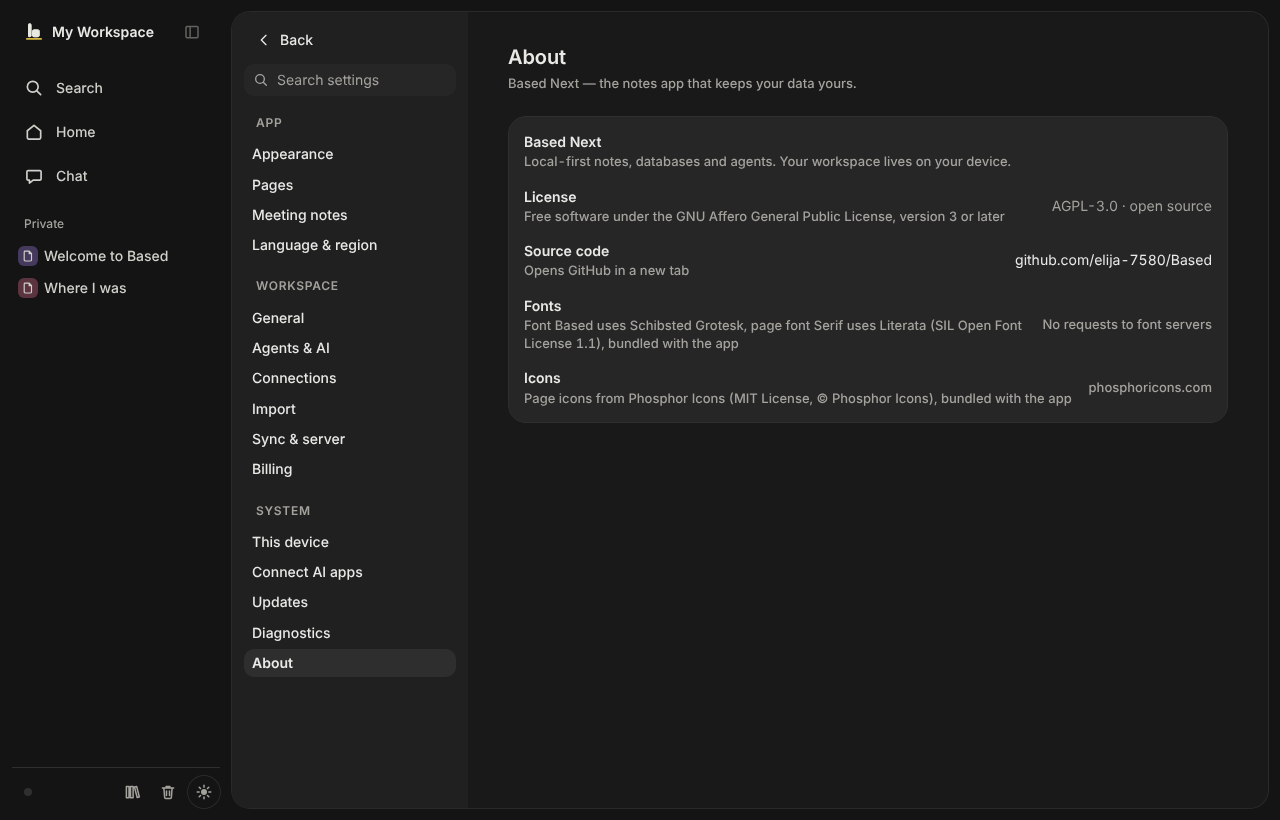 My Workspace
Search
Home
Chat
Private
Welcome to Based
Where I was
Back
Search settings
APP
Appearance
Pages
Meeting notes
Language & region
WORKSPACE
General
Agents & AI
Connections
Import
Sync & server
Billing
SYSTEM
This device
Connect AI apps
Updates
Diagnostics
About
About
Based Next — the notes app that keeps your data yours.
Based Next
Local-first notes, databases and agents. Your workspace lives on your device.
License
Free software under the GNU Affero General Public License, version 3 or later
AGPL-3.0 · open source
Source code
Opens GitHub in a new tab
github.com/elija-7580/Based
Fonts
Font Based uses Schibsted Grotesk, page font Serif uses Literata (SIL Open Font
License 1.1), bundled with the app
No requests to font servers
Icons
Page icons from Phosphor Icons (MIT License, © Phosphor Icons), bundled with the app
phosphoricons.com